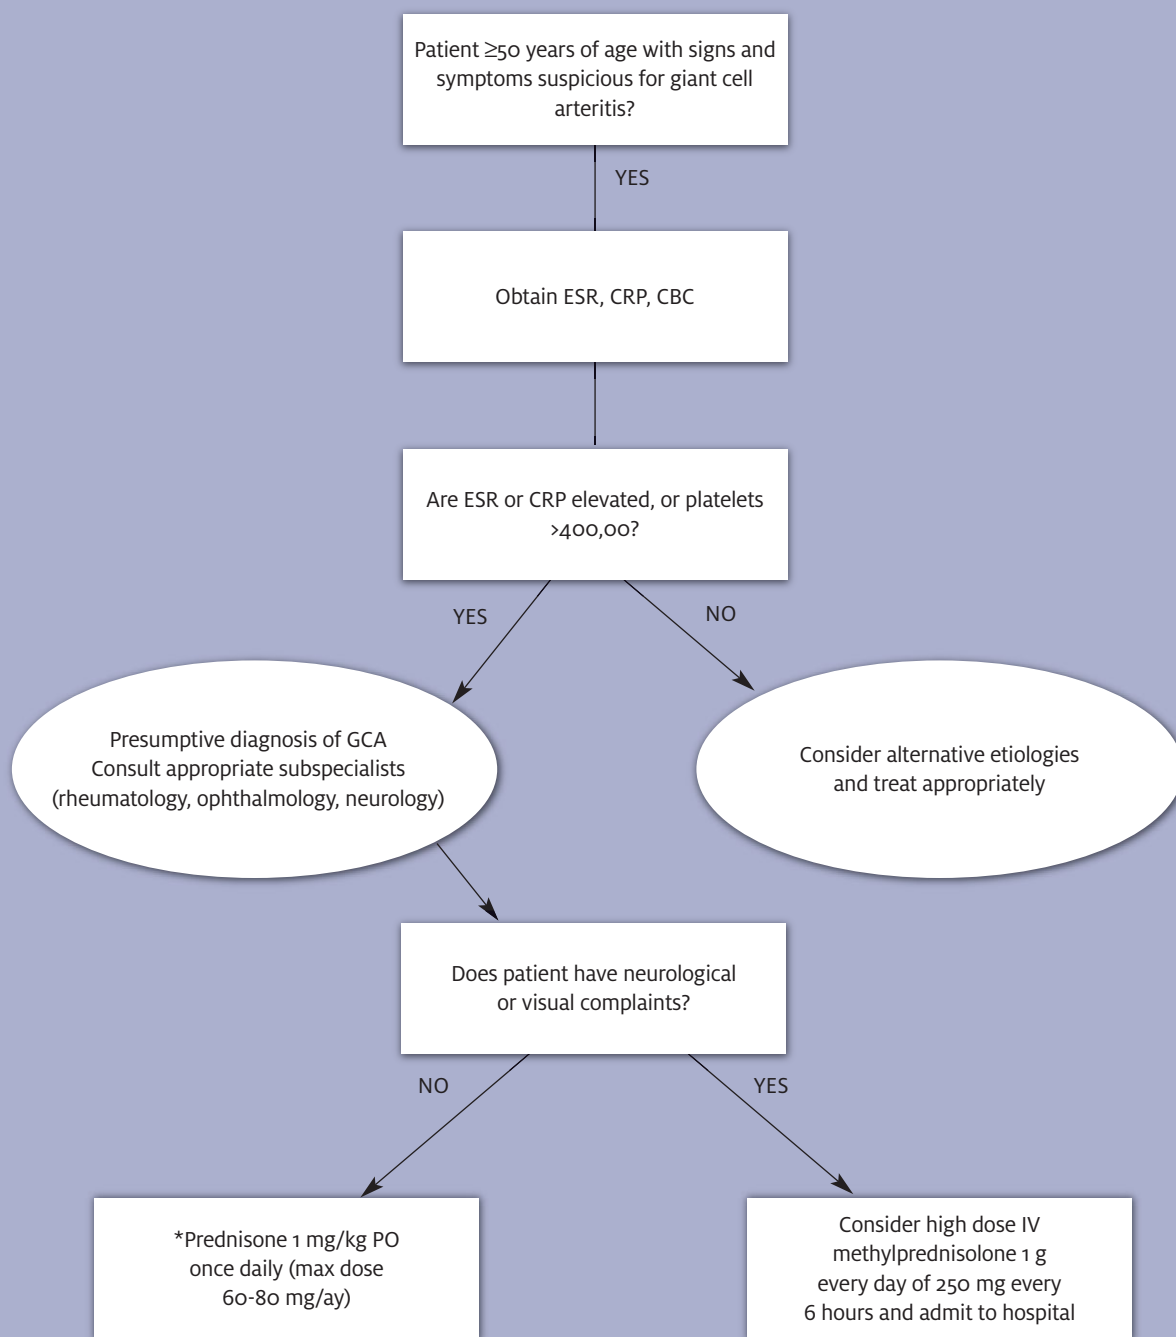 Patient ≥50 years of age with signs and
symptoms suspicious for giant cell
arteritis?
YES
Obtain ESR, CRP, CBC
Are ESR or CRP elevated, or platelets
>400,00?
YES
NO
Presumptive diagnosis of GCA
Consult appropriate subspecialists
(rheumatology, ophthalmology, neurology)
Consider alternative etiologies
and treat appropriately
Does patient have neurological
or visual complaints?
NO
YES
*Prednisone 1 mg/kg PO
once daily (max dose
60-80 mg/ay)
Consider high dose IV
methylprednisolone 1 g
every day of 250 mg every
6 hours and admit to hospital